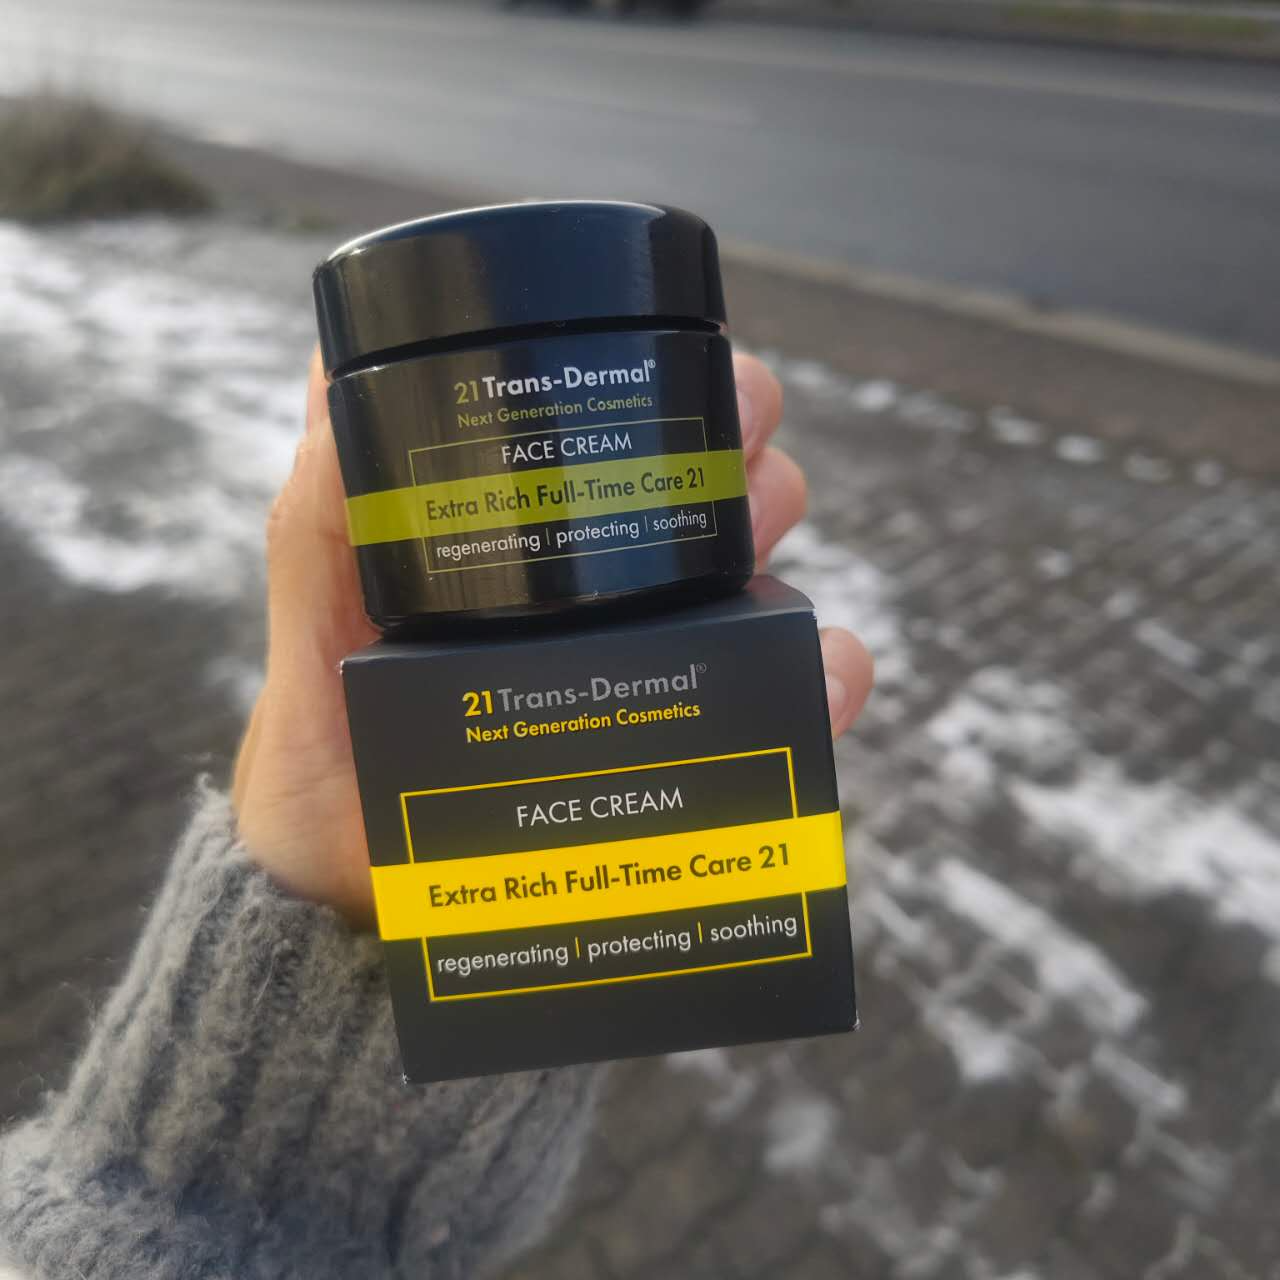 21 Trans-Dermal®
Next Generation Cosmetics
FACE CREAM
Extra Rich Full-Time Care 21
regenerating | protecting | soothing
21 Trans-Dermal®
Next Generation Cosmetics
FACE CREAM
Extra Rich Full-Time Care 21
regenerating | protecting | soothing